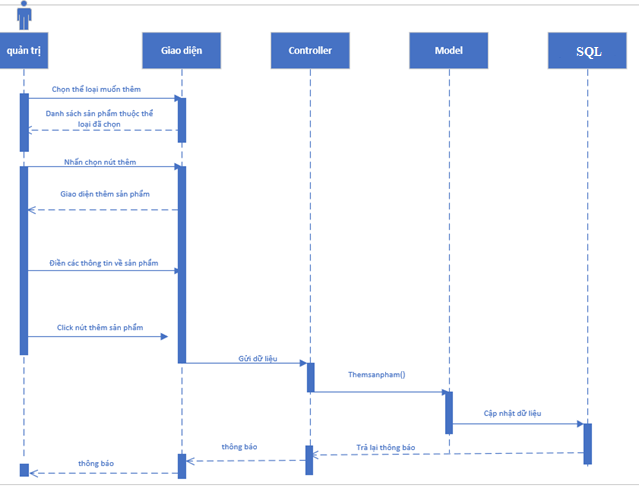 quản trị
Giao diện
Controller
Model
SQL
Chọn thể loại muốn thêm
Danh sách sản phẩm thuộc thể
loại đã chọn
Nhấn chọn nút thêm
Giao diện thêm sản phẩm
Điền các thông tin về sản phẩm
Click nút thêm sản phẩm
Gửi dữ liệu
Themsanpham()
Cập nhật dữ liệu
Trả lại thông báo
thông báo
thông báo